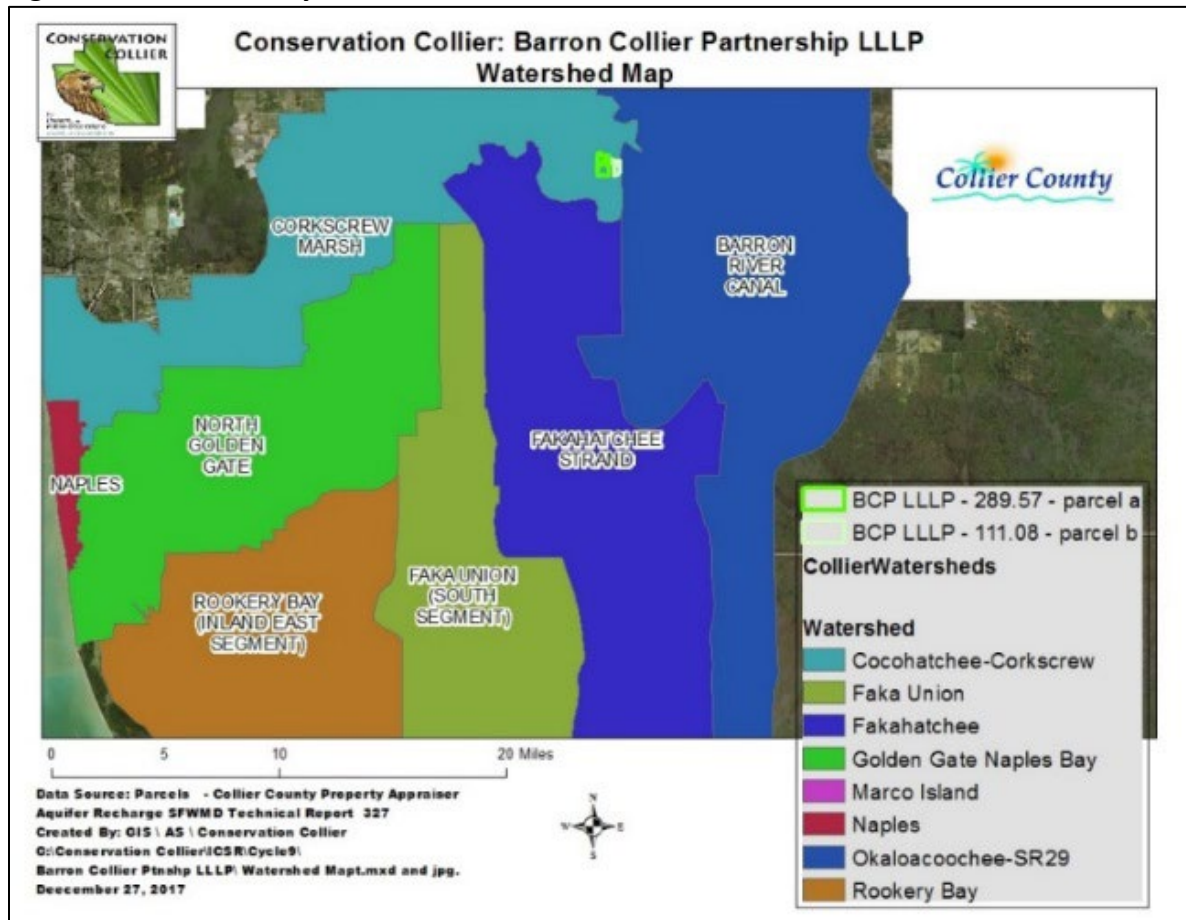 CONSERVATION
COLLIER
Conservation Collier: Barron Collier Partnership LLLP
Watershed Map
Collier County
CORKSCREW
MARSH
BARRON
RIVER
CANAL
NORTH
GOLDEN
GATE
FAKAHATCHEE
STRAND
NAPLES
FAKA UNION
(SOUTH
SEGMENT)
ROOKERY BAY
(INLAND EAST
SEGMENT)
BCP LLLP - 289.57 - parcel a
BCP LLLP - 111.08 - parcel b
CollierWatersheds
Watershed
Cocohatchee-Corkscrew
Faka Union
Fakahatchee
Golden Gate Naples Bay
Marco Island
Naples
Okaloacoochee-SR29
Rookery Bay
0 5 10 20 Miles
Data Source: Parcels - Collier County Property Appraiser
Aquifer Recharge SFWMD Technical Report 327
Created By: GIS \ AS \ Conservation Collier
G:\Conservation Collier\ICSR\Cycle9\
Barron Collier Ptnshp LLLP\ Watershed Mapt.mxd and jpg.
Deecember 27, 2017
N
W E
S